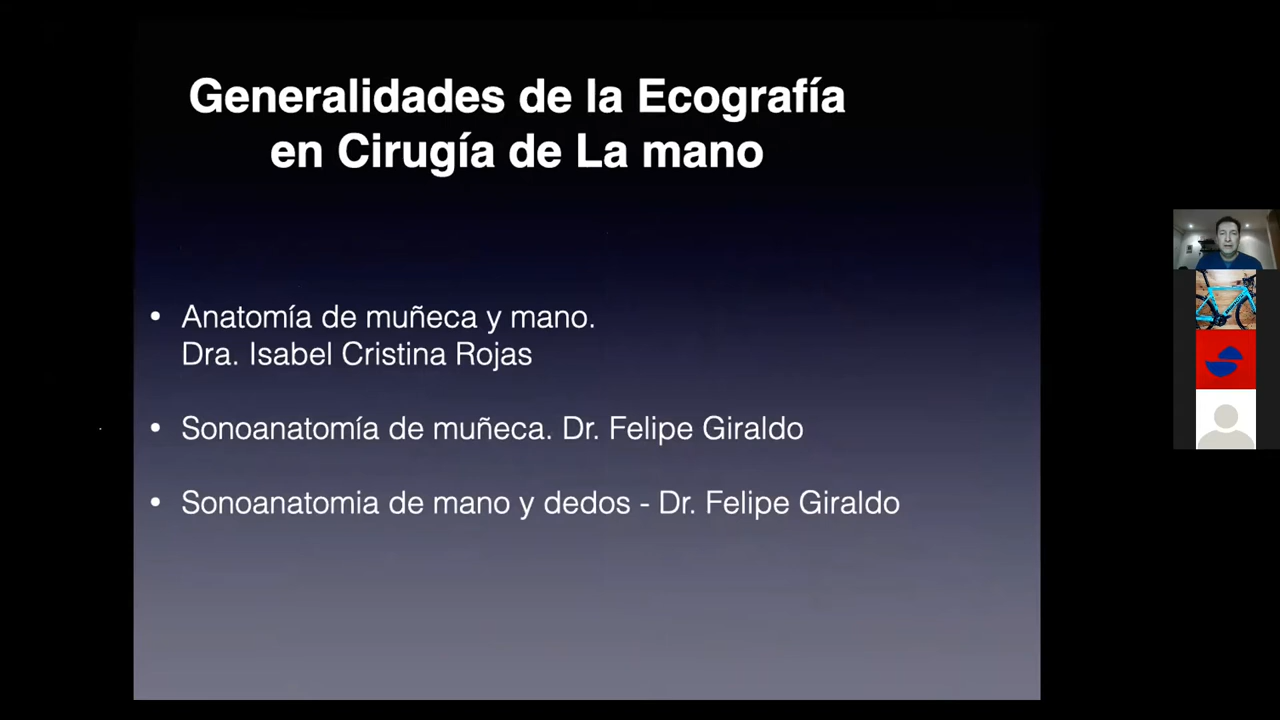 Generalidades de la Ecografía
en Cirugía de La mano
• Anatomía de muñeca y mano.
Dra. Isabel Cristina Rojas
• Sonoanatomía de muñeca. Dr. Felipe Giraldo
• Sonoanatomia de mano y dedos - Dr. Felipe Giraldo